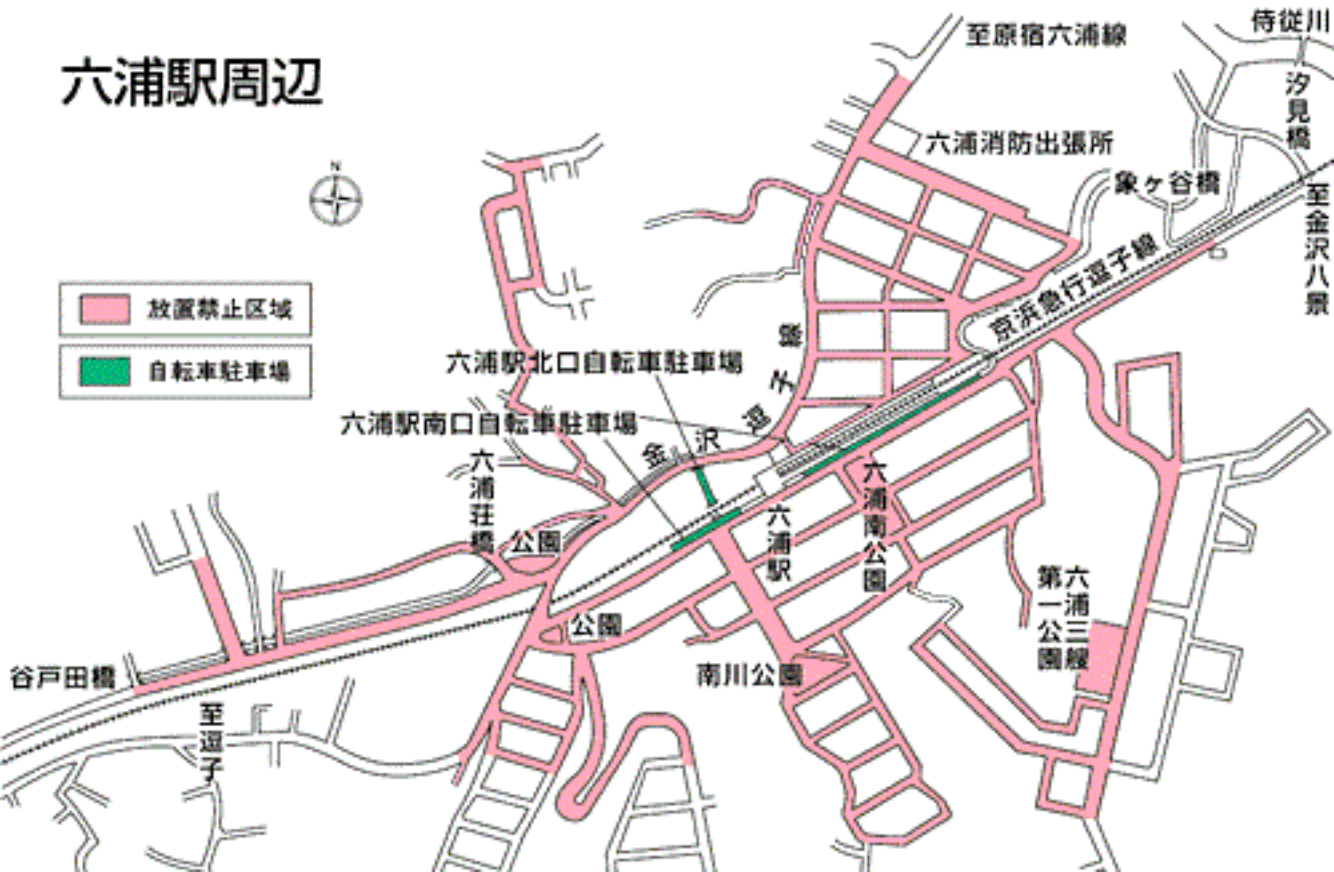 六浦駅周辺
至原宿六浦線
侍従川
汐見橋
六浦消防出張所
象ヶ谷橋
至金沢八景
N
放置禁止区域
自転車駐車場
京浜急行逗子線
六浦駅北口自転車駐車場
六浦駅南口自転車駐車場
金沢逗子線
六浦荘橋
公園
六浦駅
六浦南公園
公園
六浦三艘
第一公園
南川公園
谷戸田橋
至逗子